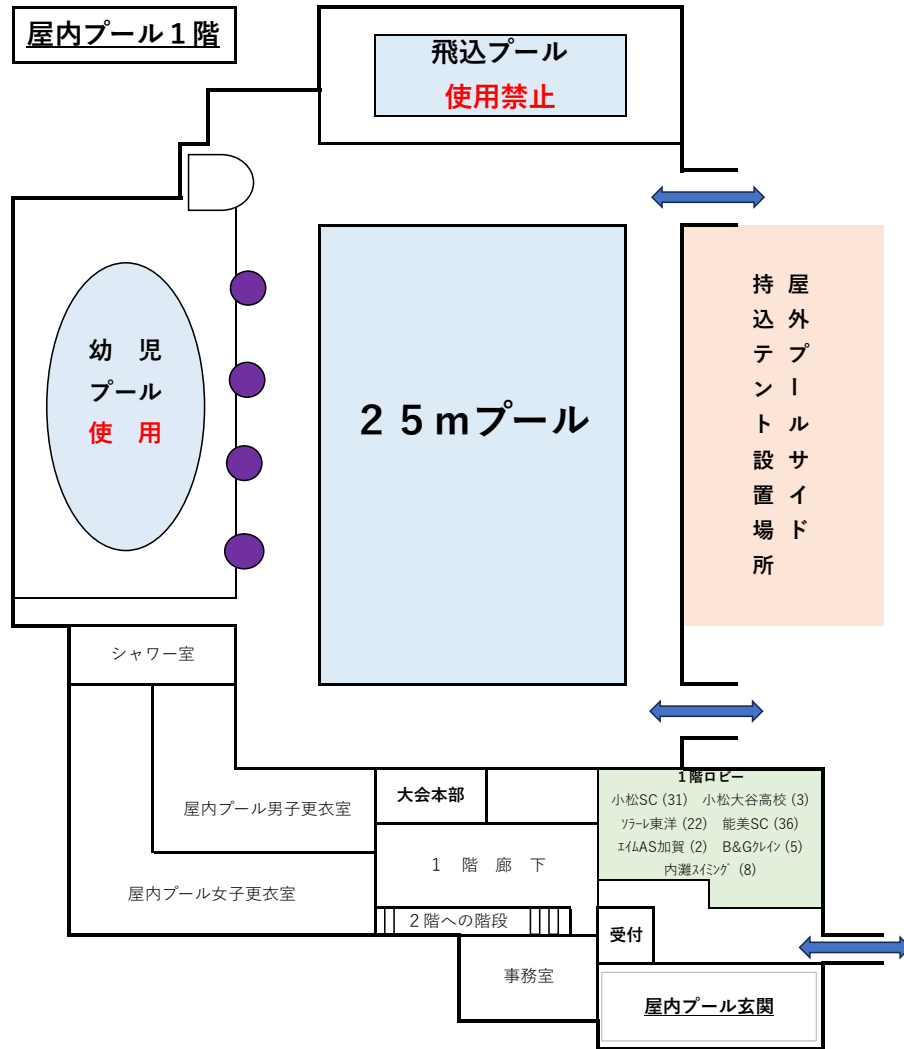 屋内プール１階
飛込プール
使用禁止
幼　児
プール
使　用
２５ｍプール
屋外プールサイド
持込テント設置場所
シャワー室
屋内プール男子更衣室
屋内プール女子更衣室
大会本部
１　階　廊　下
２階への階段
１階ロビー
小松SC (31)　小松大谷高校 (3)
ｿﾗｰﾚ東洋 (22)　能美SC (36)
ｴｲﾑAS加賀 (2)　B&Gｸﾚｲﾝ (5)
内灘ｽｲﾐﾝｸﾞ (8)
受付
事務室
屋内プール玄関